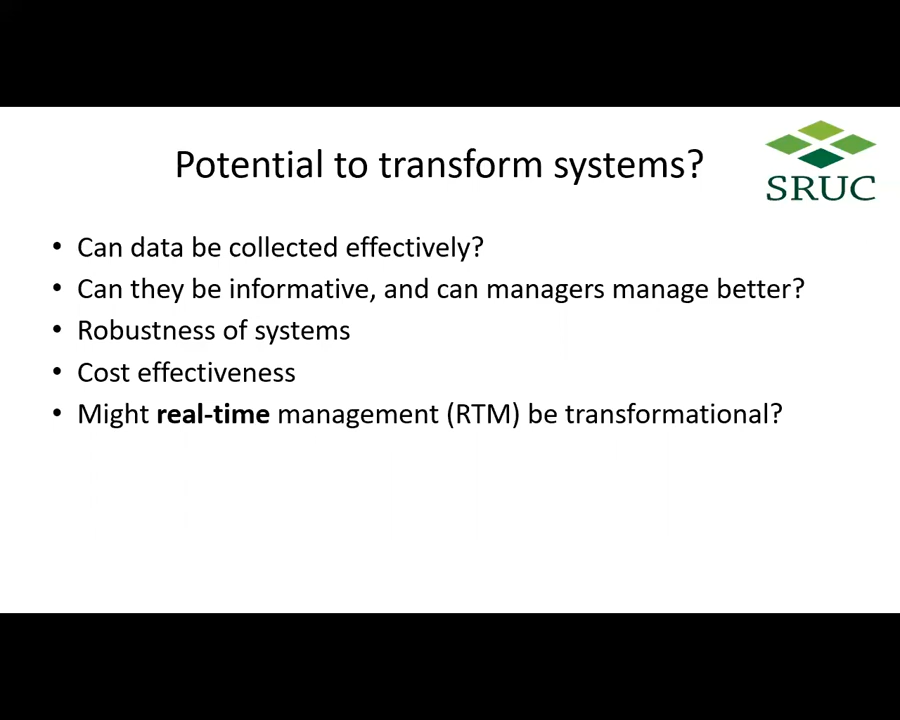 Potential to transform systems?
SRUC
• Can data be collected effectively?
• Can they be informative, and can managers manage better?
• Robustness of systems
• Cost effectiveness
• Might real-time management (RTM) be transformational?